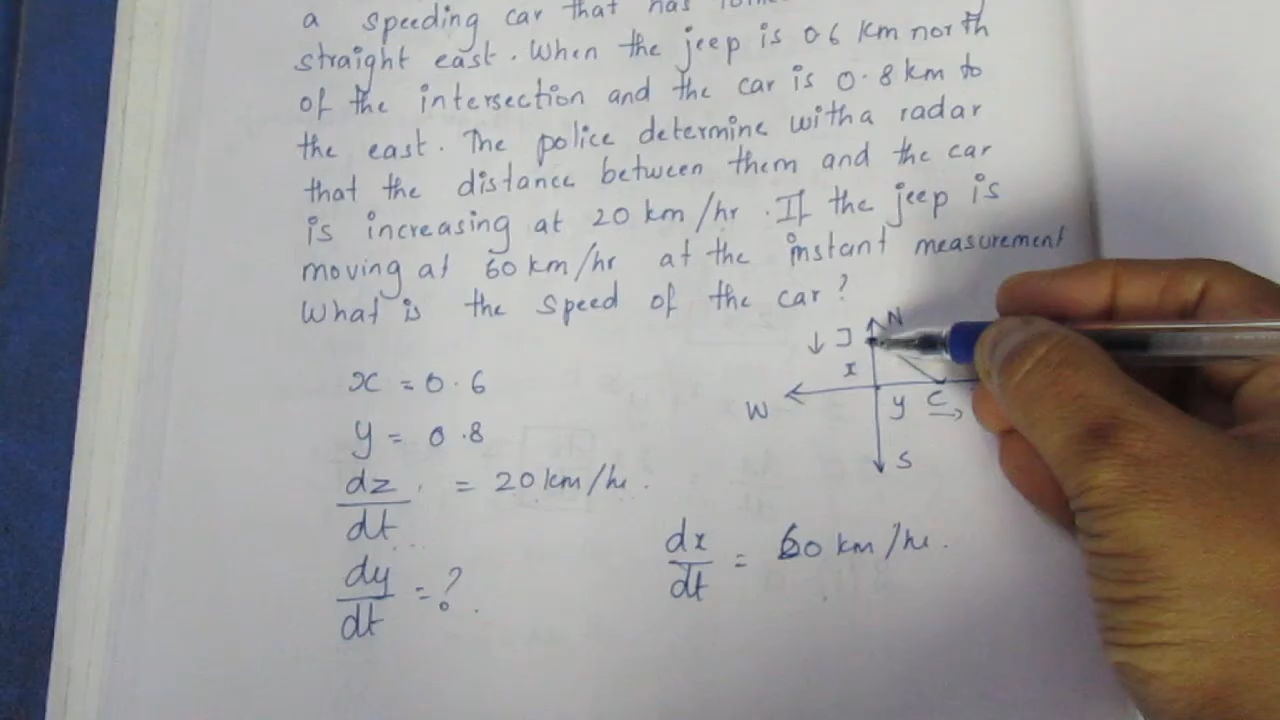 a speeding car that has
straight east. When the jeep is 0.6 km north
of the intersection and the car is 0.8 km to
the east. The police determine with a radar
that the distance between them and the car
is increasing at 20 km/hr. If the jeep is
moving at 60 km/hr at the instant measurement
What is the speed of the car?
N
↓ J
x
W
y C
→
S
x = 0.6
y = 0.8
dz/dt = 20 km/hr.
dx/dt = 60 km/hr.
dy/dt = ?